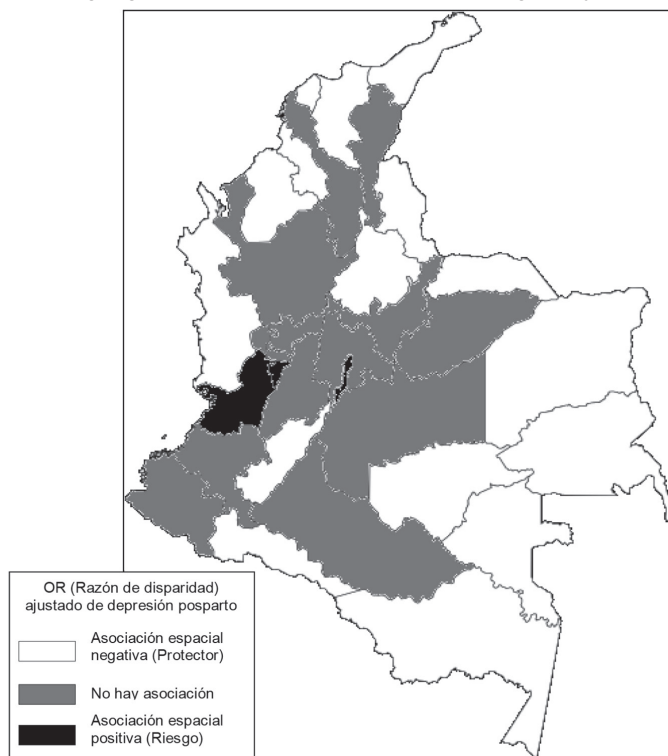 OR (Razón de disparidad)
ajustado de depresión posparto
Asociación espacial
negativa (Protector)
No hay asociación
Asociación espacial
positiva (Riesgo)